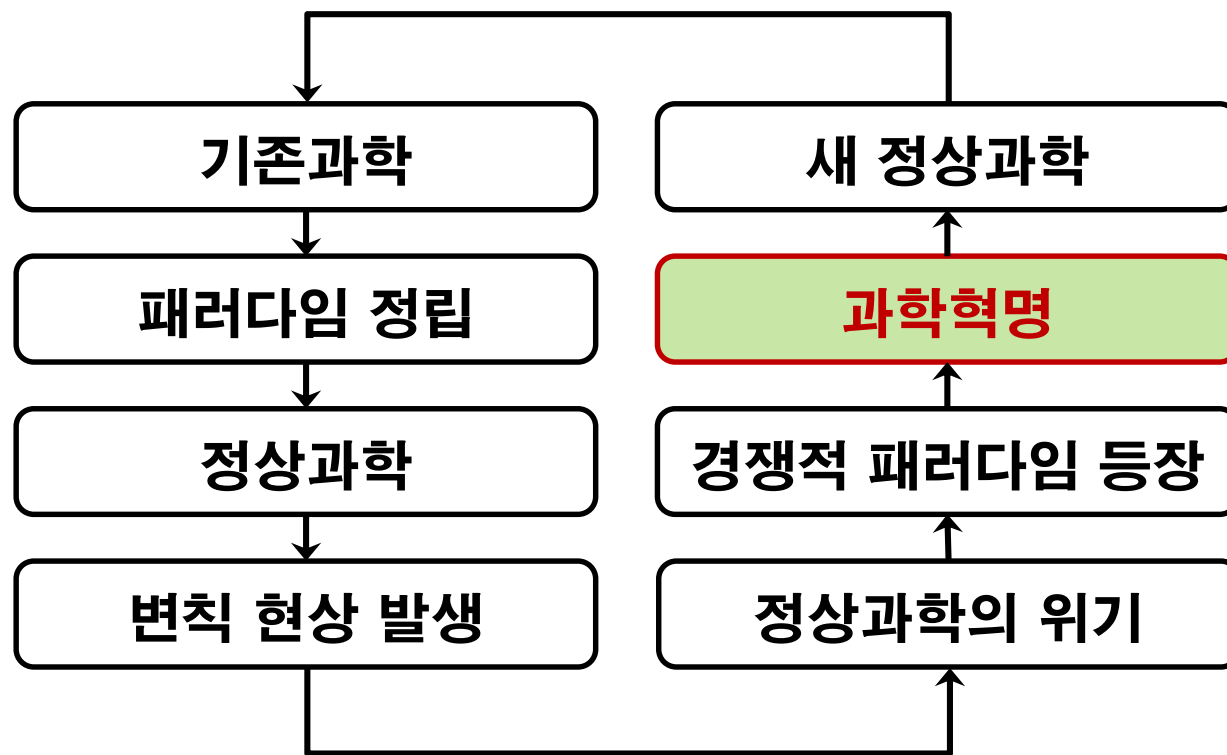 기존과학
패러다임 정립
정상과학
변칙 현상 발생
정상과학의 위기
경쟁적 패러다임 등장
과학혁명
새 정상과학